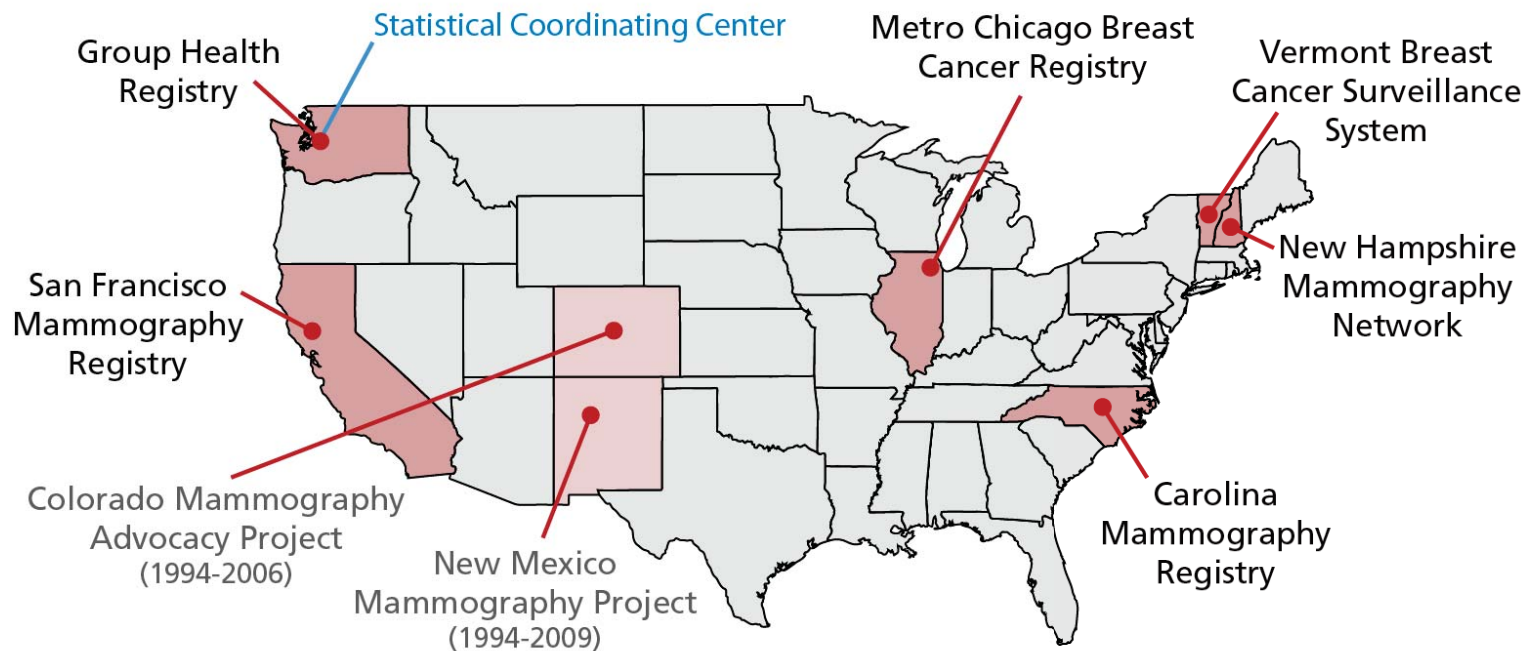 Statistical Coordinating Center
Group Health
Registry
Metro Chicago Breast
Cancer Registry
Vermont Breast
Cancer Surveillance
System
New Hampshire
Mammography
Network
San Francisco
Mammography
Registry
Colorado Mammography
Advocacy Project
(1994-2006)
New Mexico
Mammography Project
(1994-2009)
Carolina
Mammography
Registry